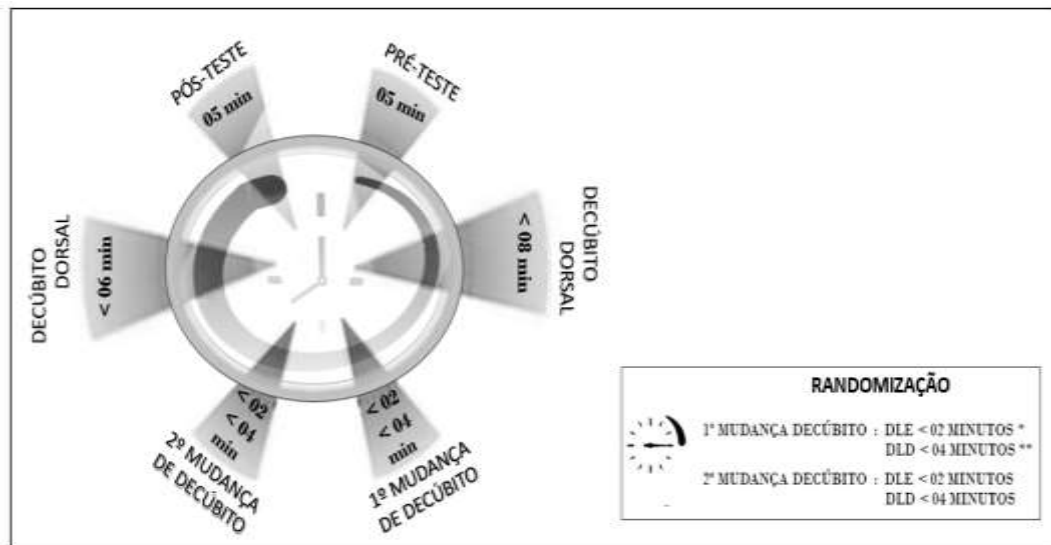 PÓS-TESTE
05 min
PRÉ-TESTE
05 min
DECÚBITO
DORSAL
< 08 min
1º MUDANÇA
DE DECÚBITO
< 02
< 04
min
2º MUDANÇA
DE DECÚBITO
< 02
< 04
min
DECÚBITO
DORSAL
< 06 min
RANDOMIZAÇÃO
1º MUDANÇA DECÚBITO : DLE < 02 MINUTOS *
DLD < 04 MINUTOS **
2º MUDANÇA DECÚBITO : DLE < 02 MINUTOS
DLD < 04 MINUTOS